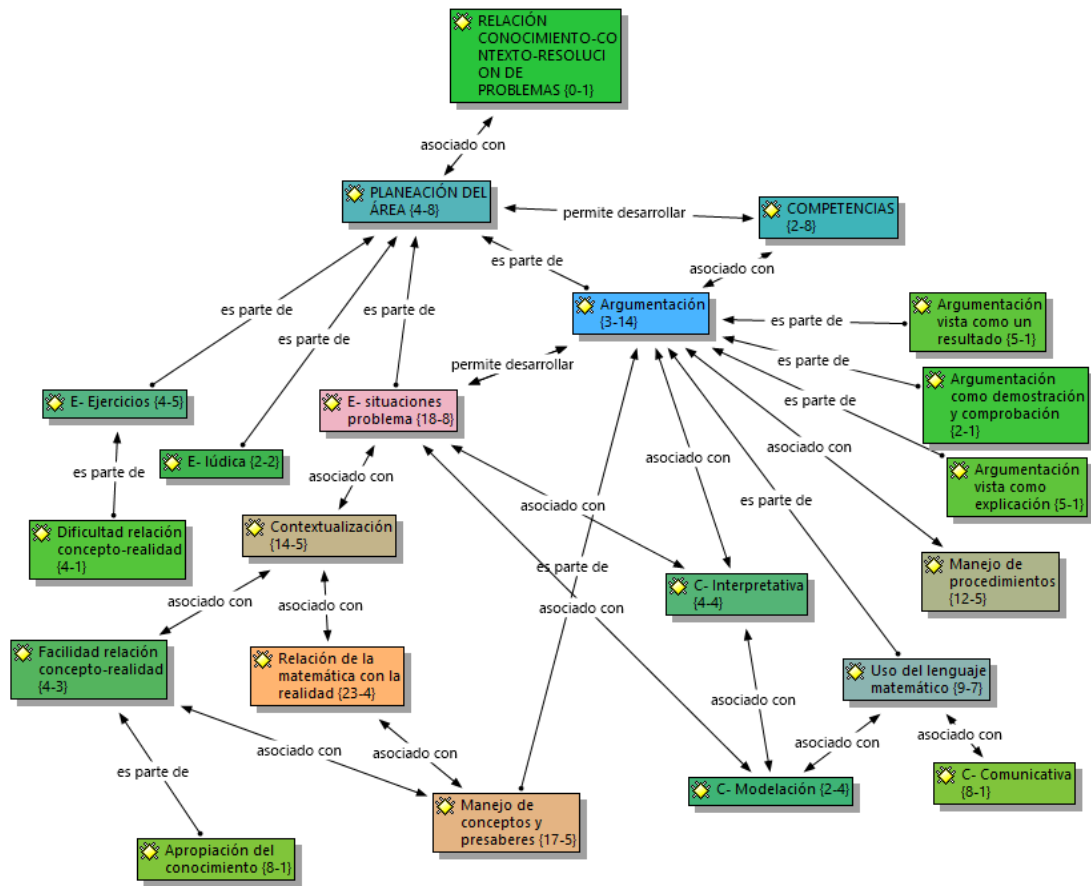 RELACIÓN
CONOCIMIENTO-CO
NTEXTO-RESOLUCI
ON DE
PROBLEMAS {0-1}
asociado con
PLANEACIÓN DEL
ÁREA {4-8}
permite desarrollar
COMPETENCIAS
{2-8}
es parte de
asociado con
Argumentación
{3-14}
es parte de
es parte de
es parte de
es parte de
Argumentación
vista como un
resultado {5-1}
permite desarrollar
es parte de
Argumentación
como demostración
y comprobación
{2-1}
E- Ejercicios {4-5}
E- situaciones
problema {18-8}
es parte de
asociado con
E- lúdica {2-2}
es parte de
asociado con
asociado con
Argumentación
vista como
explicación {5-1}
es parte de
asociado con
Dificultad relación
concepto-realidad
{4-1}
Contextualización
{14-5}
es parte de
Manejo de
procedimientos
{12-5}
C- Interpretativa
{4-4}
asociado con
asociado con
asociado con
Facilidad relación
concepto-realidad
{4-3}
Relación de la
matemática con la
realidad {23-4}
Uso del lenguaje
matemático {9-7}
asociado con
asociado con
asociado con
asociado con
asociado con
es parte de
C- Modelación {2-4}
C- Comunicativa
{8-1}
Manejo de
conceptos y
presaberes {17-5}
Apropiación del
conocimiento {8-1}